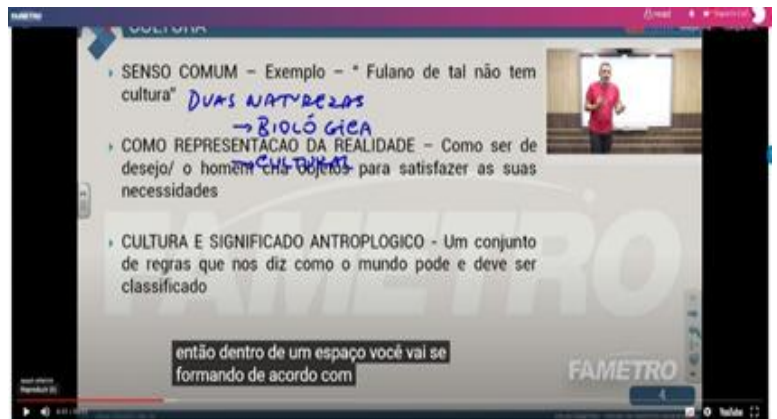 FAMETRO
CULTURA
SENSO COMUM – Exemplo – “ Fulano de tal não tem
cultura”
DUAS NATUREZAS
→ BIOLÓGICA
COMO REPRESENTACAO DA REALIDADE – Como ser de
→ CULTURAL
desejo/ o homem cria objetos para satisfazer as suas
necessidades
CULTURA E SIGNIFICADO ANTROPLOGICO - Um conjunto
de regras que nos diz como o mundo pode e deve ser
classificado
FAMETRO
então dentro de um espaço você vai se
formando de acordo com
FAMETRO
4
YouTube